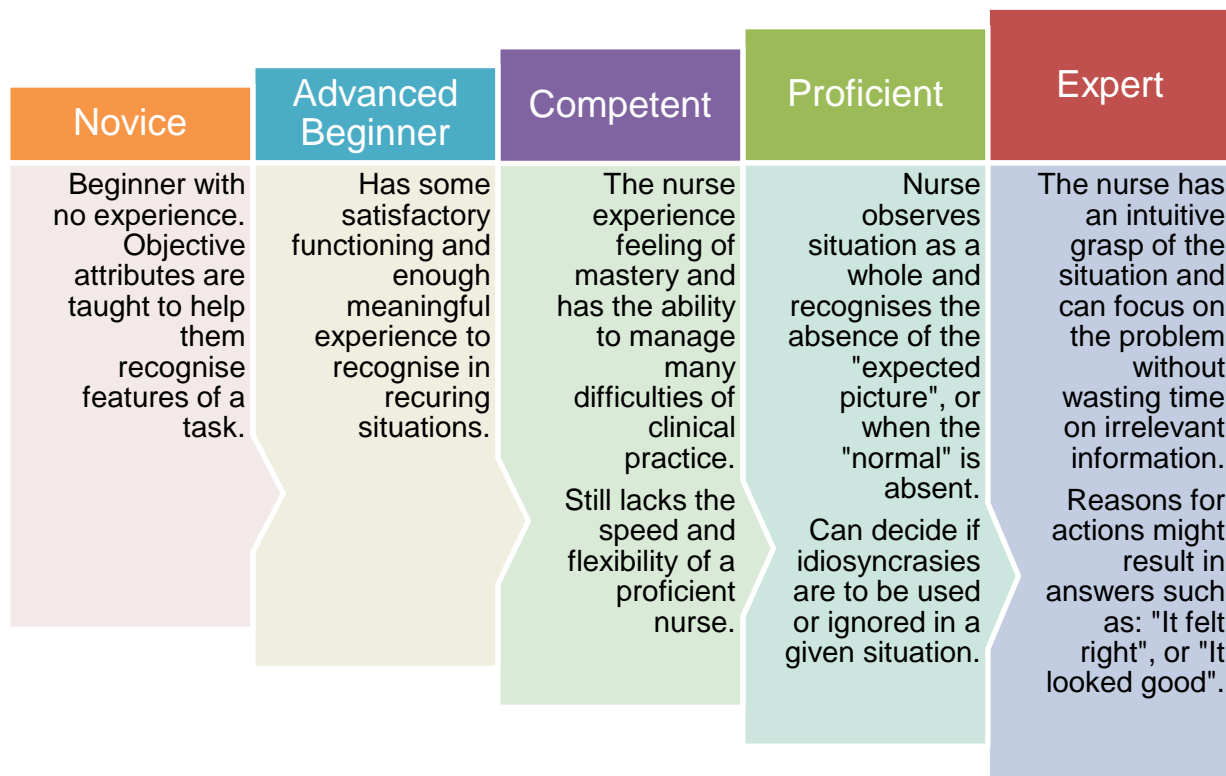 Novice
Beginner with
no experience.
Objective
attributes are
taught to help
them
recognise
features of a
task.
Advanced
Beginner
Has some
satisfactory
functioning and
enough
meaningful
experience to
recognise in
recuring
situations.
Competent
The nurse
experience
feeling of
mastery and
has the ability
to manage
many
difficulties of
clinical
practice.
Still lacks the
speed and
flexibility of a
proficient
nurse.
Proficient
Nurse
observes
situation as a
whole and
recognises the
absence of the
"expected
picture", or
when the
"normal" is
absent.
Can decide if
idiosyncrasies
are to be used
or ignored in a
given situation.
Expert
The nurse has
an intuitive
grasp of the
situation and
can focus on
the problem
without
wasting time
on irrelevant
information.
Reasons for
actions might
result in
answers such
as: "It felt
right", or "It
looked good".